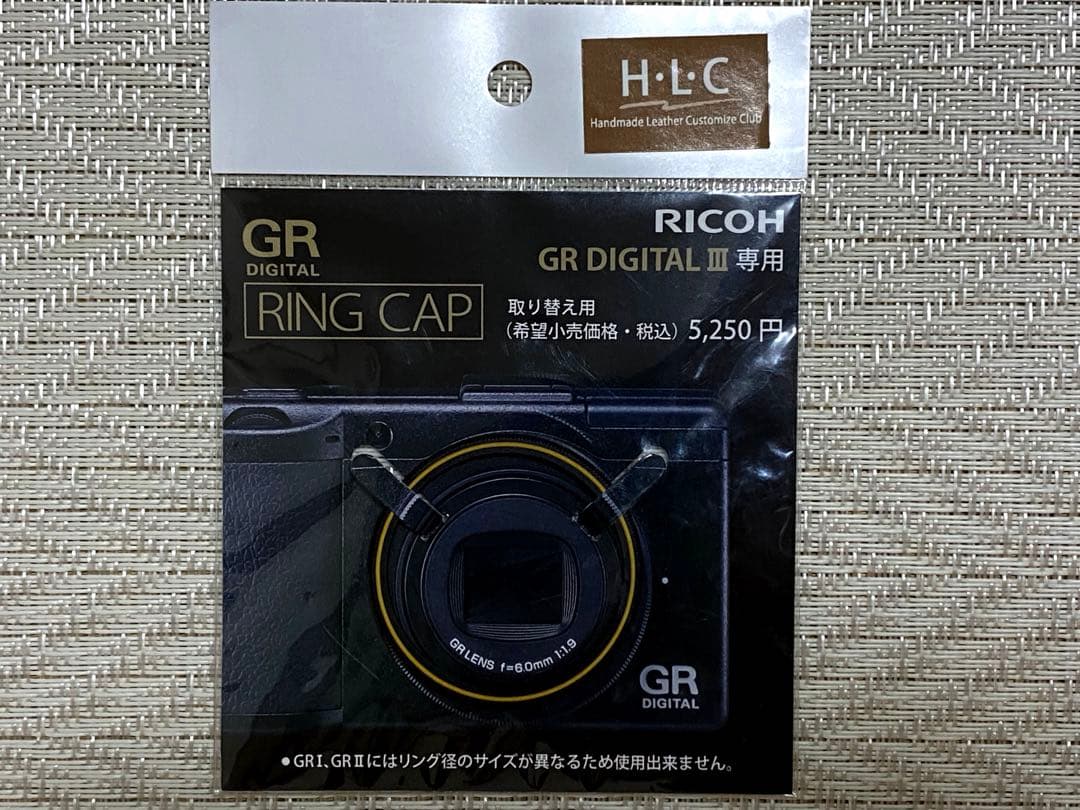 H・L・C
Handmade Leather Customize Club
GR
DIGITAL
RING CAP
RICOH
GR DIGITAL Ⅲ 専用
取り替え用
(希望小売価格・税込) 5,250 円
GR LENS f=6.0mm 1:1.9
GR
DIGITAL
●GRⅠ、GRⅡにはリング径のサイズが異なるため使用出来ません。